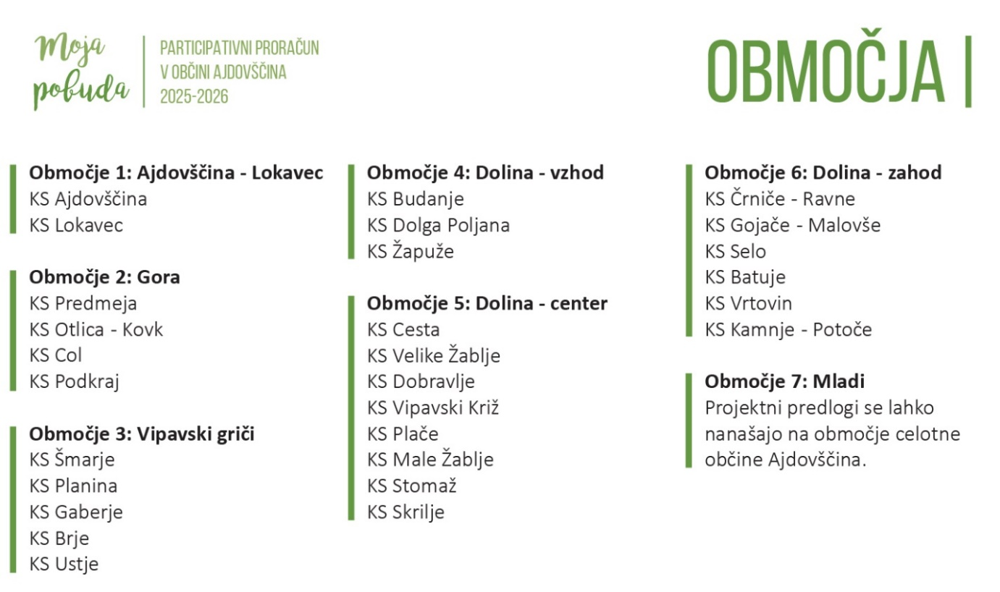 Moja
pobuda
PARTICIPATIVNI PRORAČUN
V OBČINI AJDOVŠČINA
2025-2026
OBMOČJA |
Območje 1: Ajdovščina - Lokavec
KS Ajdovščina
KS Lokavec
Območje 2: Gora
KS Predmeja
KS Otlica - Kovk
KS Col
KS Podkraj
Območje 3: Vipavski griči
KS Šmarje
KS Planina
KS Gaberje
KS Brje
KS Ustje
Območje 4: Dolina - vzhod
KS Budanje
KS Dolga Poljana
KS Žapuže
Območje 5: Dolina - center
KS Cesta
KS Velike Žablje
KS Dobravlje
KS Vipavski Križ
KS Plače
KS Male Žablje
KS Stomaž
KS Skrilje
Območje 6: Dolina - zahod
KS Črniče - Ravne
KS Gojače - Malovše
KS Selo
KS Batuje
KS Vrtovin
KS Kamnje - Potoče
Območje 7: Mladi
Projektni predlogi se lahko
nanašajo na območje celotne
občine Ajdovščina.